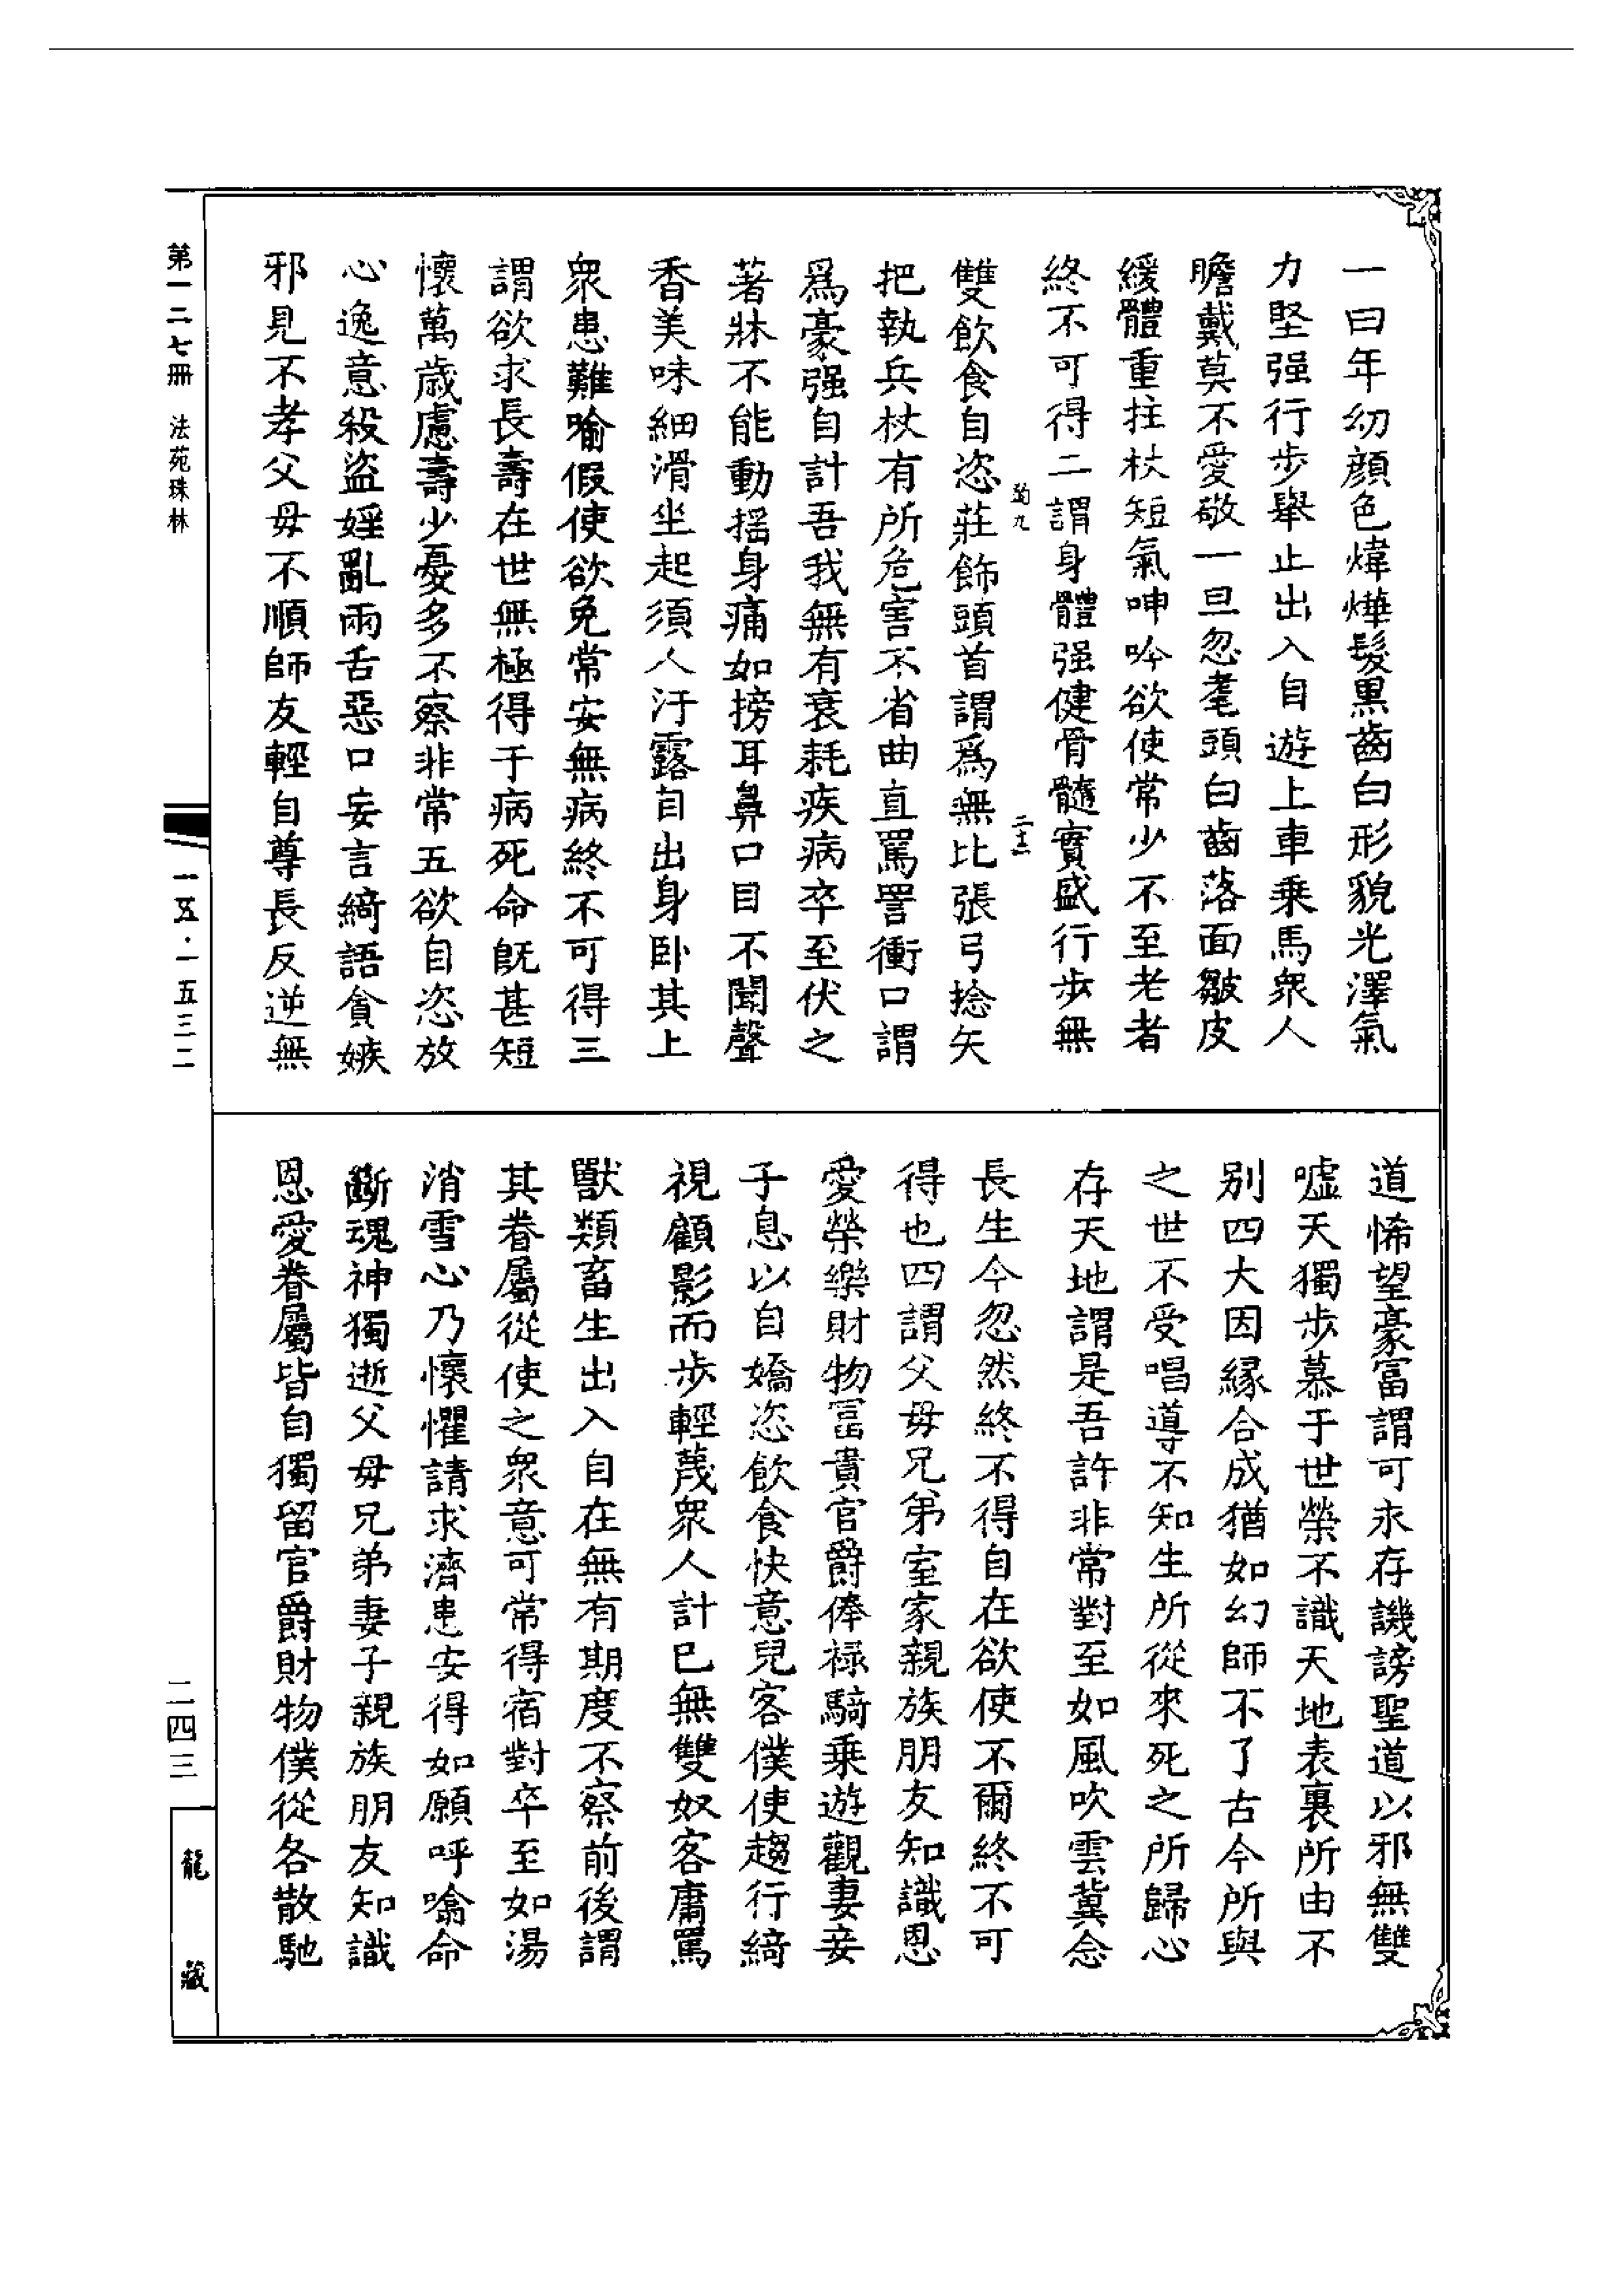 一曰年幼顔色煒燁髮黒齒白形貌光澤氣
力堅强行步舉止出入自遊上車乘馬衆人
瞻戴莫不愛敬一旦忽耄頭白齒落面皺皮
緩體重拄杖短氣呻吟欲使常少不至老者
終不可得二謂身體强健骨髓實盛行步無
雙飲食自恣莊飾頭首謂爲無比張弓捻矢
把執兵杖有所危害不省曲直罵詈衝口謂
爲豪强自計吾我無有衰耗疾病卒至伏之
著牀不能動摇身痛如搒耳鼻口目不聞聲
香美味細滑坐起須人汙露自出身卧其上
衆患難喻假使欲免常安無病終不可得三
謂欲求長壽在世無極得于病死命旣甚短
懷萬歲慮壽少憂多不察非常五欲自恣放
心逸意殺盜婬亂兩舌惡口妄言綺語貪嫉
邪見不孝父母不順師友輕自尊長反逆無
道悕望豪富謂可永存譏謗聖道以邪無雙
噓天獨步慕于世榮不識天地表裏所由不
别四大因縁合成猶如幻師不了古今所與
之世不受唱導不知生所從來死之所歸心
存天地謂是吾許非常對至如風吹雲冀念
長生今忽然終不得自在欲使不爾終不可
得也四謂父母兄弟室家親族朋友知識恩
愛榮樂財物富貴官爵俸禄騎乘遊觀妻妾
子息以自嬌恣飲食快意兒客僕使趨行綺
視顧影而步輕蔑衆人計已無雙奴客庸罵
獸類畜生出入自在無有期度不察前後謂
其眷屬從使之衆意可常得宿對卒至如湯
消雪心乃懷懼請求濟患安得如願呼噏命
斷魂神獨逝父母兄弟妻子親族朋友知識
恩愛眷屬皆自獨留官爵財物僕從各散馳
第一二七冊 法苑珠林
一五·一五三二
二四三
龍藏